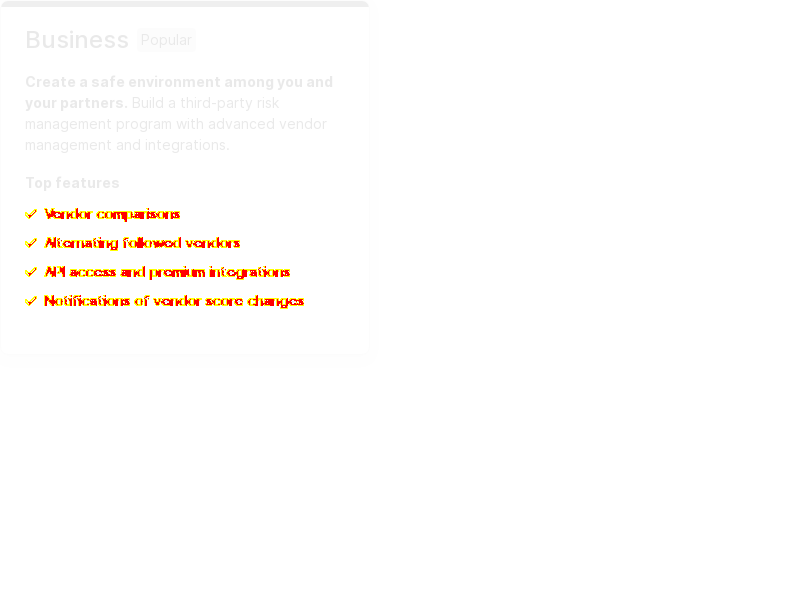 Business Popular
Create a safe environment among you and
your partners. Build a third-party risk
management program with advanced vendor
management and integrations.
Top features
✓ Vendor comparisons
✓ Alternating followed vendors
✓ API access and premium integrations
✓ Notifications of vendor score changes